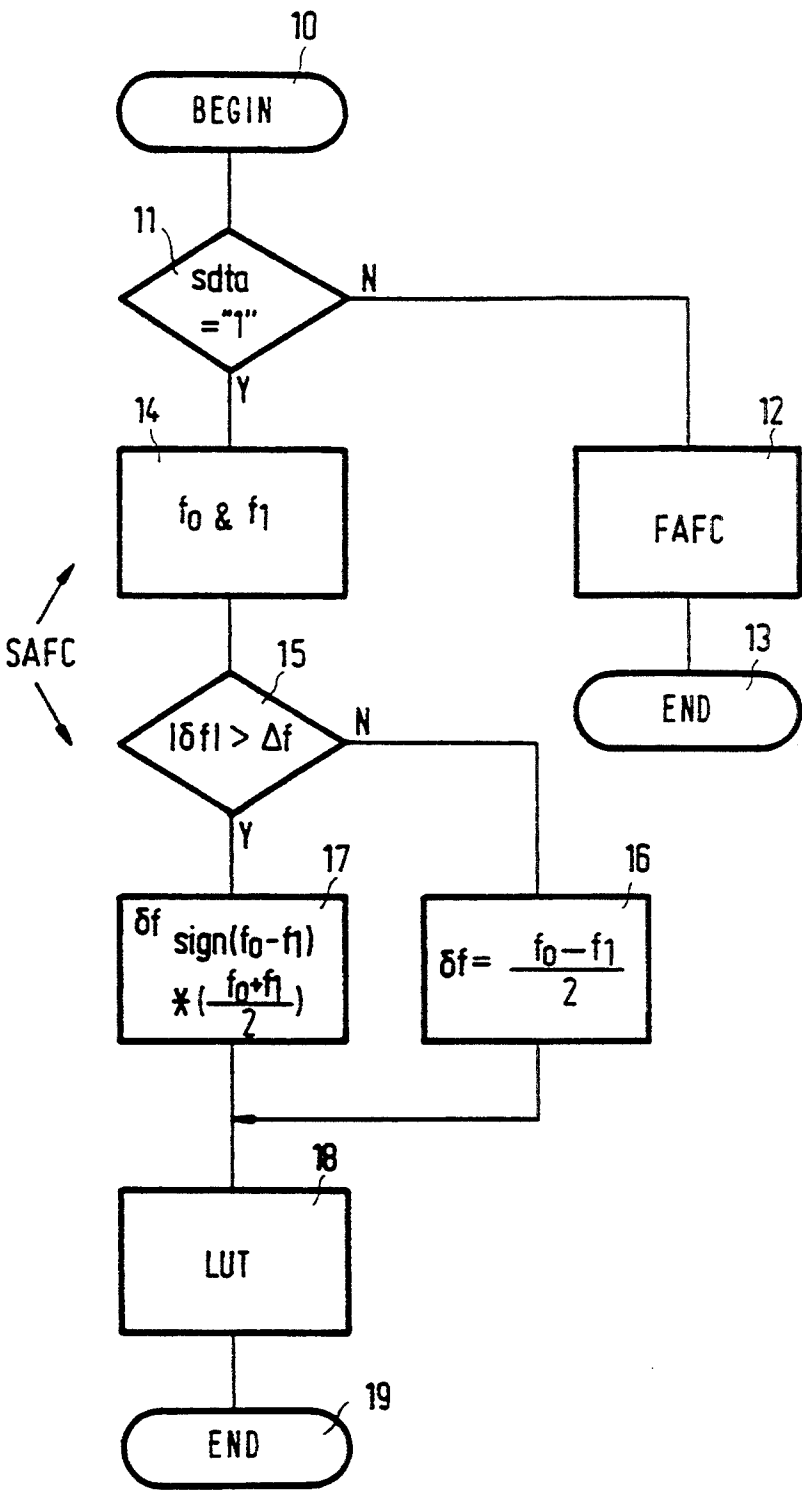 10
BEGIN
11
sdta
="1"
N
Y
14
f₀ & f₁
12
FAFC
SAFC
13
END
15
|δf| > Δf
N
Y
17
δf sign(f₀-f₁)
*(f₀+f₁/2)
16
δf = f₀-f₁/2
18
LUT
19
END